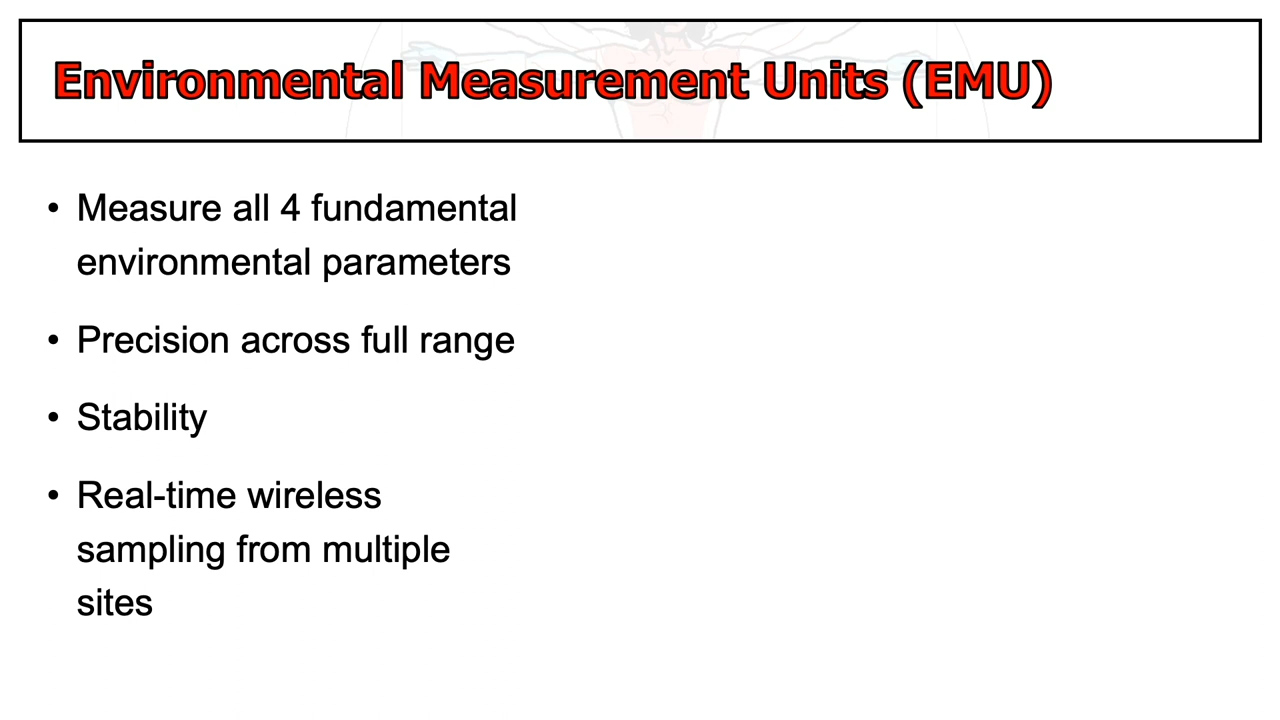 Environmental Measurement Units (EMU)
• Measure all 4 fundamental
environmental parameters
• Precision across full range
• Stability
• Real-time wireless
sampling from multiple
sites